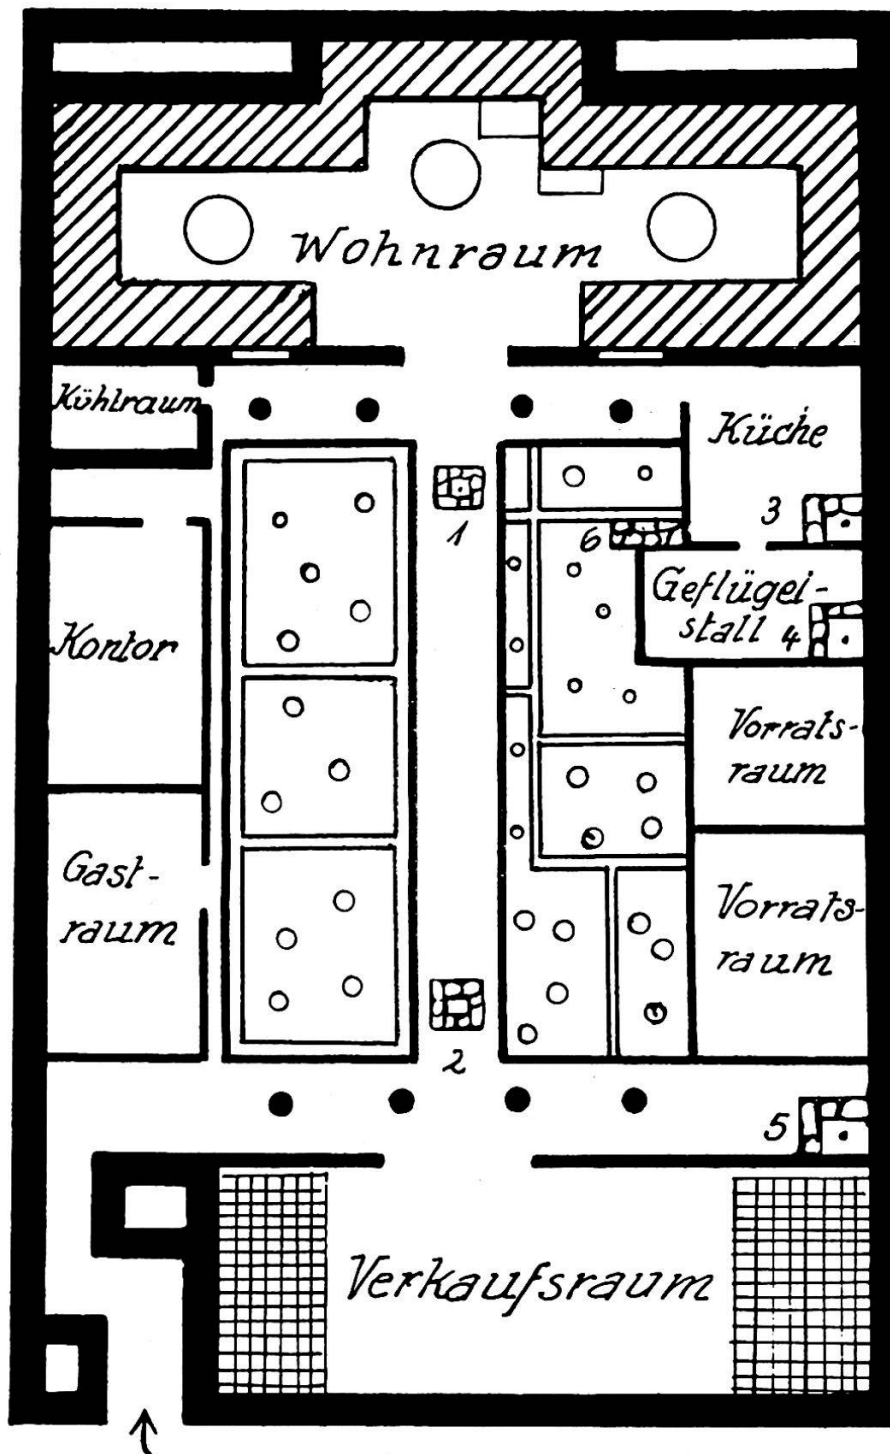 Wohnraum
Kühlraum
Küche
1
3
6
Geflügel-
stall 4
Kontor
Vorrats-
raum
Gast-
raum
Vorrats-
raum
2
5
Verkaufsraum